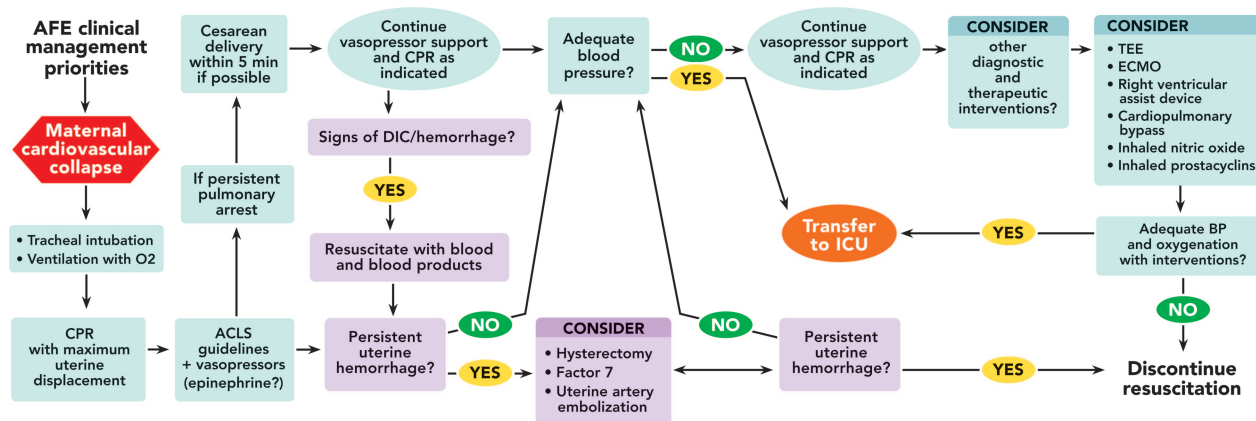 AFE clinical
management
priorities
Maternal
cardiovascular
collapse
• Tracheal intubation
• Ventilation with O2
CPR
with maximum
uterine
displacement
ACLS
guidelines
+ vasopressors
(epinephrine?)
If persistent
pulmonary
arrest
Cesarean
delivery
within 5 min
if possible
Continue
vasopressor support
and CPR as
indicated
Signs of DIC/hemorrhage?
YES
Resuscitate with blood
and blood products
Persistent
uterine
hemorrhage?
NO
YES
CONSIDER
• Hysterectomy
• Factor 7
• Uterine artery
embolization
Persistent
uterine
hemorrhage?
NO
YES
Adequate
blood
pressure?
NO
YES
Continue
vasopressor support
and CPR as
indicated
CONSIDER
other
diagnostic
and
therapeutic
interventions?
CONSIDER
• TEE
• ECMO
• Right ventricular
assist device
• Cardiopulmonary
bypass
• Inhaled nitric oxide
• Inhaled prostacyclins
Adequate BP
and oxygenation
with interventions?
YES
Transfer
to ICU
NO
Discontinue
resuscitation